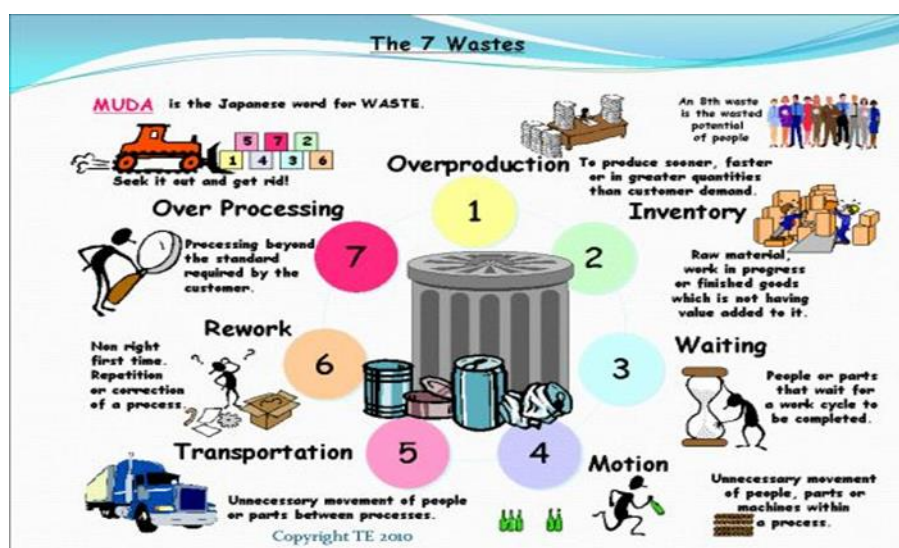 The 7 Wastes
MUDA is the Japanese word for WASTE.
5 7 2
1 4 3 6
Seek it out and get rid!
An 8th waste
is the wasted
potential
of people
Overproduction
To produce sooner, faster
or in greater quantities
than customer demand.
1
Inventory
2
Raw material,
work in progress
or finished goods
which is not having
value added to it.
Waiting
3
People or parts
that wait for
a work cycle to
be completed.
Motion
4
Unnecessary movement
of people, parts or
machines within
a process.
Transportation
5
Unnecessary movement of people
or parts between processes.
Rework
6
Non right
first time.
Repetition
or correction
of a process.
? ?
Over Processing
7
Processing beyond
the standard
required by the
customer.
Copyright TE 2010